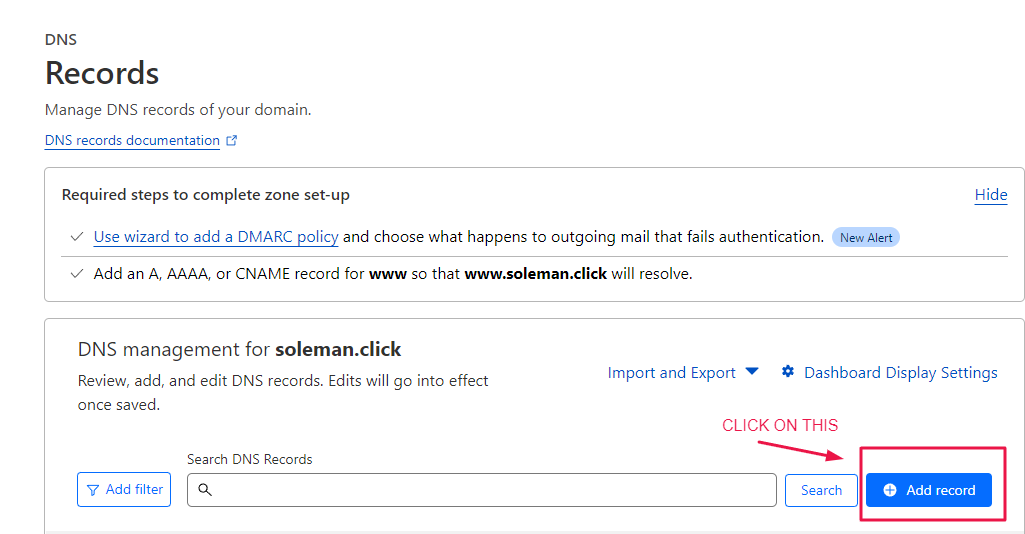 DNS
Records
Manage DNS records of your domain.
DNS records documentation
Required steps to complete zone set-up
Hide
Use wizard to add a DMARC policy and choose what happens to outgoing mail that fails authentication. New Alert
Add an A, AAAA, or CNAME record for www so that www.soleman.click will resolve.
DNS management for soleman.click
Review, add, and edit DNS records. Edits will go into effect
once saved.
Import and Export
Dashboard Display Settings
CLICK ON THIS
Search DNS Records
Add filter
Search
Add record